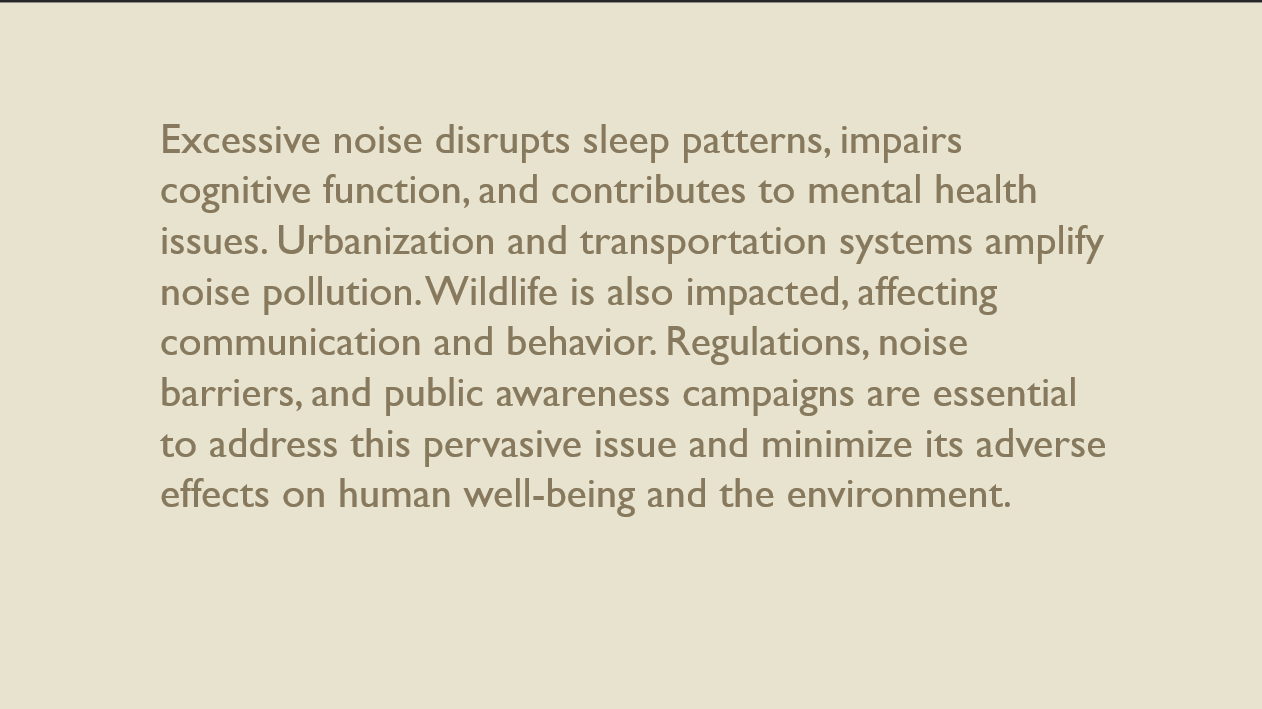 Excessive noise disrupts sleep patterns, impairs
cognitive function, and contributes to mental health
issues. Urbanization and transportation systems amplify
noise pollution. Wildlife is also impacted, affecting
communication and behavior. Regulations, noise
barriers, and public awareness campaigns are essential
to address this pervasive issue and minimize its adverse
effects on human well-being and the environment.